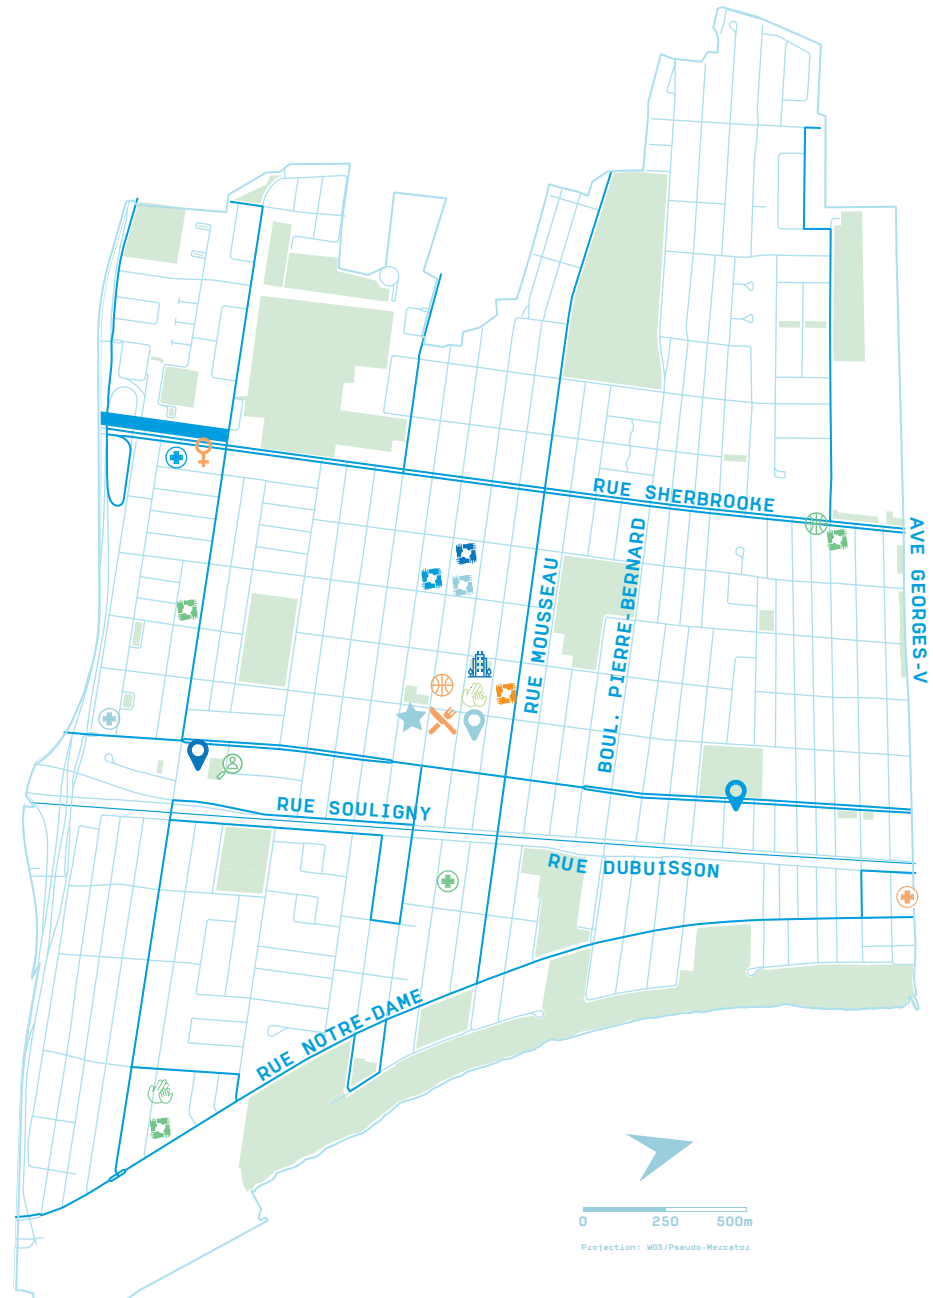 RUE SHERBROOKE
AVE GEORGES-V
RUE MOUSSEAU
BOUL. PIERRE-BERNARD
RUE SOULIGNY
RUE DUBUISSON
RUE NOTRE-DAME
0 250 500m
Projection: WGS/Pseudo-Mercator